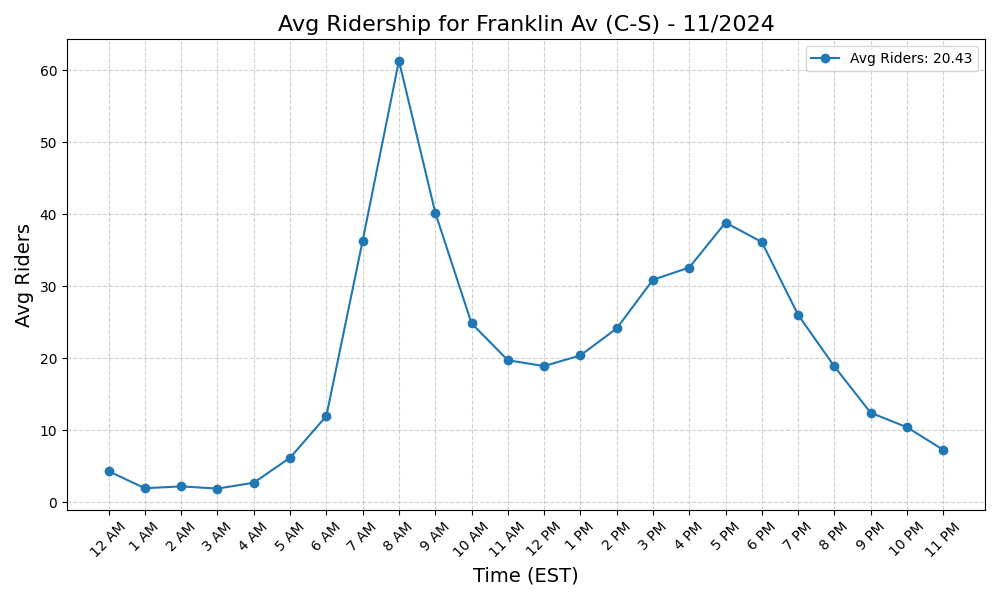 Avg Ridership for Franklin Av (C-S) - 11/2024
Avg Riders: 20.43
Avg Riders
60
50
40
30
20
10
0
12 AM
1 AM
2 AM
3 AM
4 AM
5 AM
6 AM
7 AM
8 AM
9 AM
10 AM
11 AM
12 PM
1 PM
2 PM
3 PM
4 PM
5 PM
6 PM
7 PM
8 PM
9 PM
10 PM
11 PM
Time (EST)